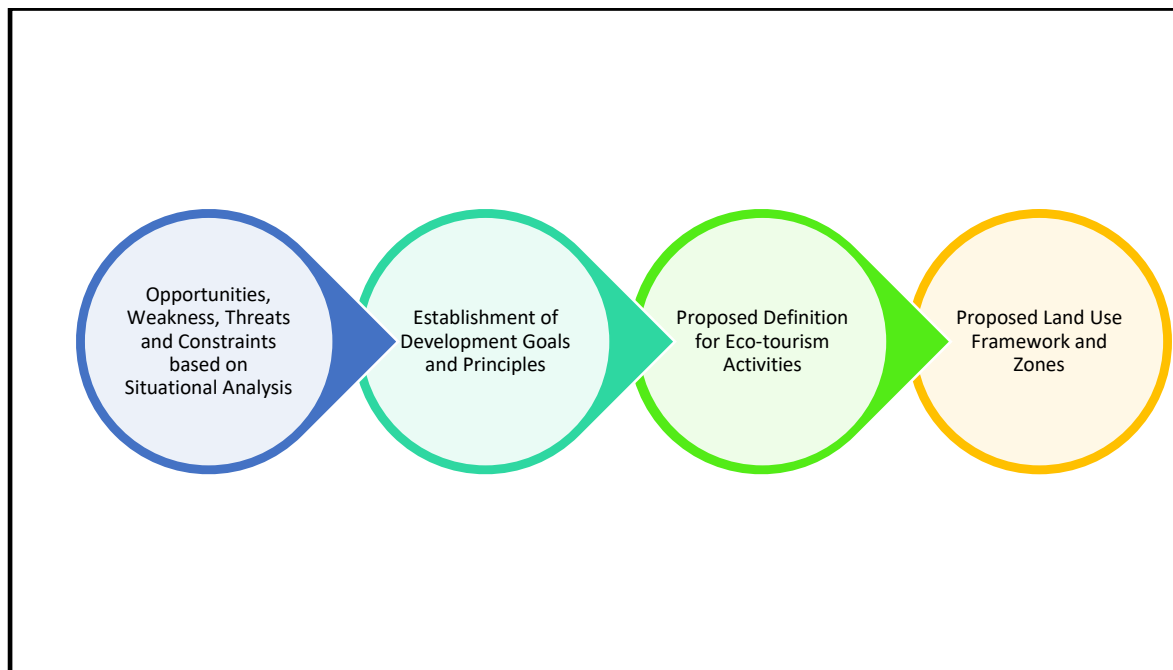 Opportunities,
Weakness, Threats
and Constraints
based on
Situational Analysis
Establishment of
Development Goals
and Principles
Proposed Definition
for Eco-tourism
Activities
Proposed Land Use
Framework and
Zones